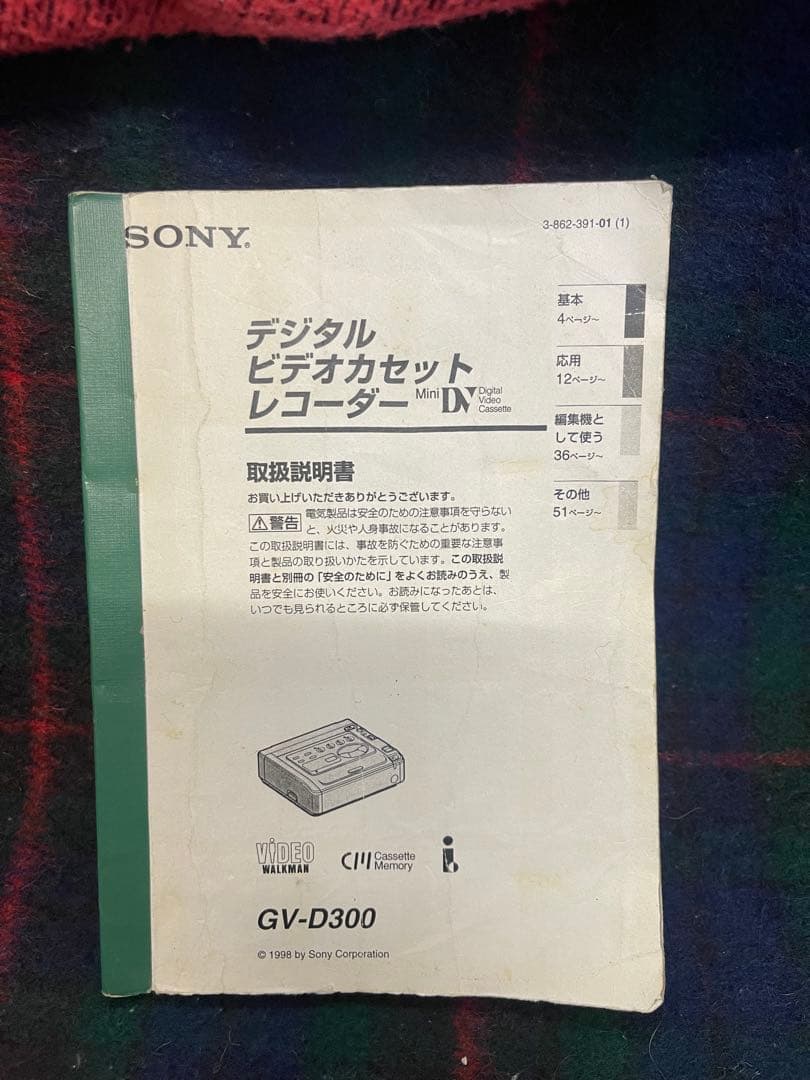 SONY®
3-862-391-01 (1)
デジタル
ビデオカセット
レコーダー
Mini DV Digital Video Cassette
基本
4ページ~
応用
12ページ~
編集機と
して使う
36ページ~
その他
51ページ~
取扱説明書
お買い上げいただきありがとうございます。
⚠警告 電気製品は安全のための注意事項を守らない
と、火災や人身事故になることがあります。
この取扱説明書には、事故を防ぐための重要な注意事
項と製品の取り扱いかたを示しています。この取扱説
明書と別冊の「安全のために」をよくお読みのうえ、製
品を安全にお使いください。お読みになったあとは、
いつでも見られるところに必ず保管してください。
ViDEO
WALKMAN
CM Cassette
Memory
i
GV-D300
© 1998 by Sony Corporation